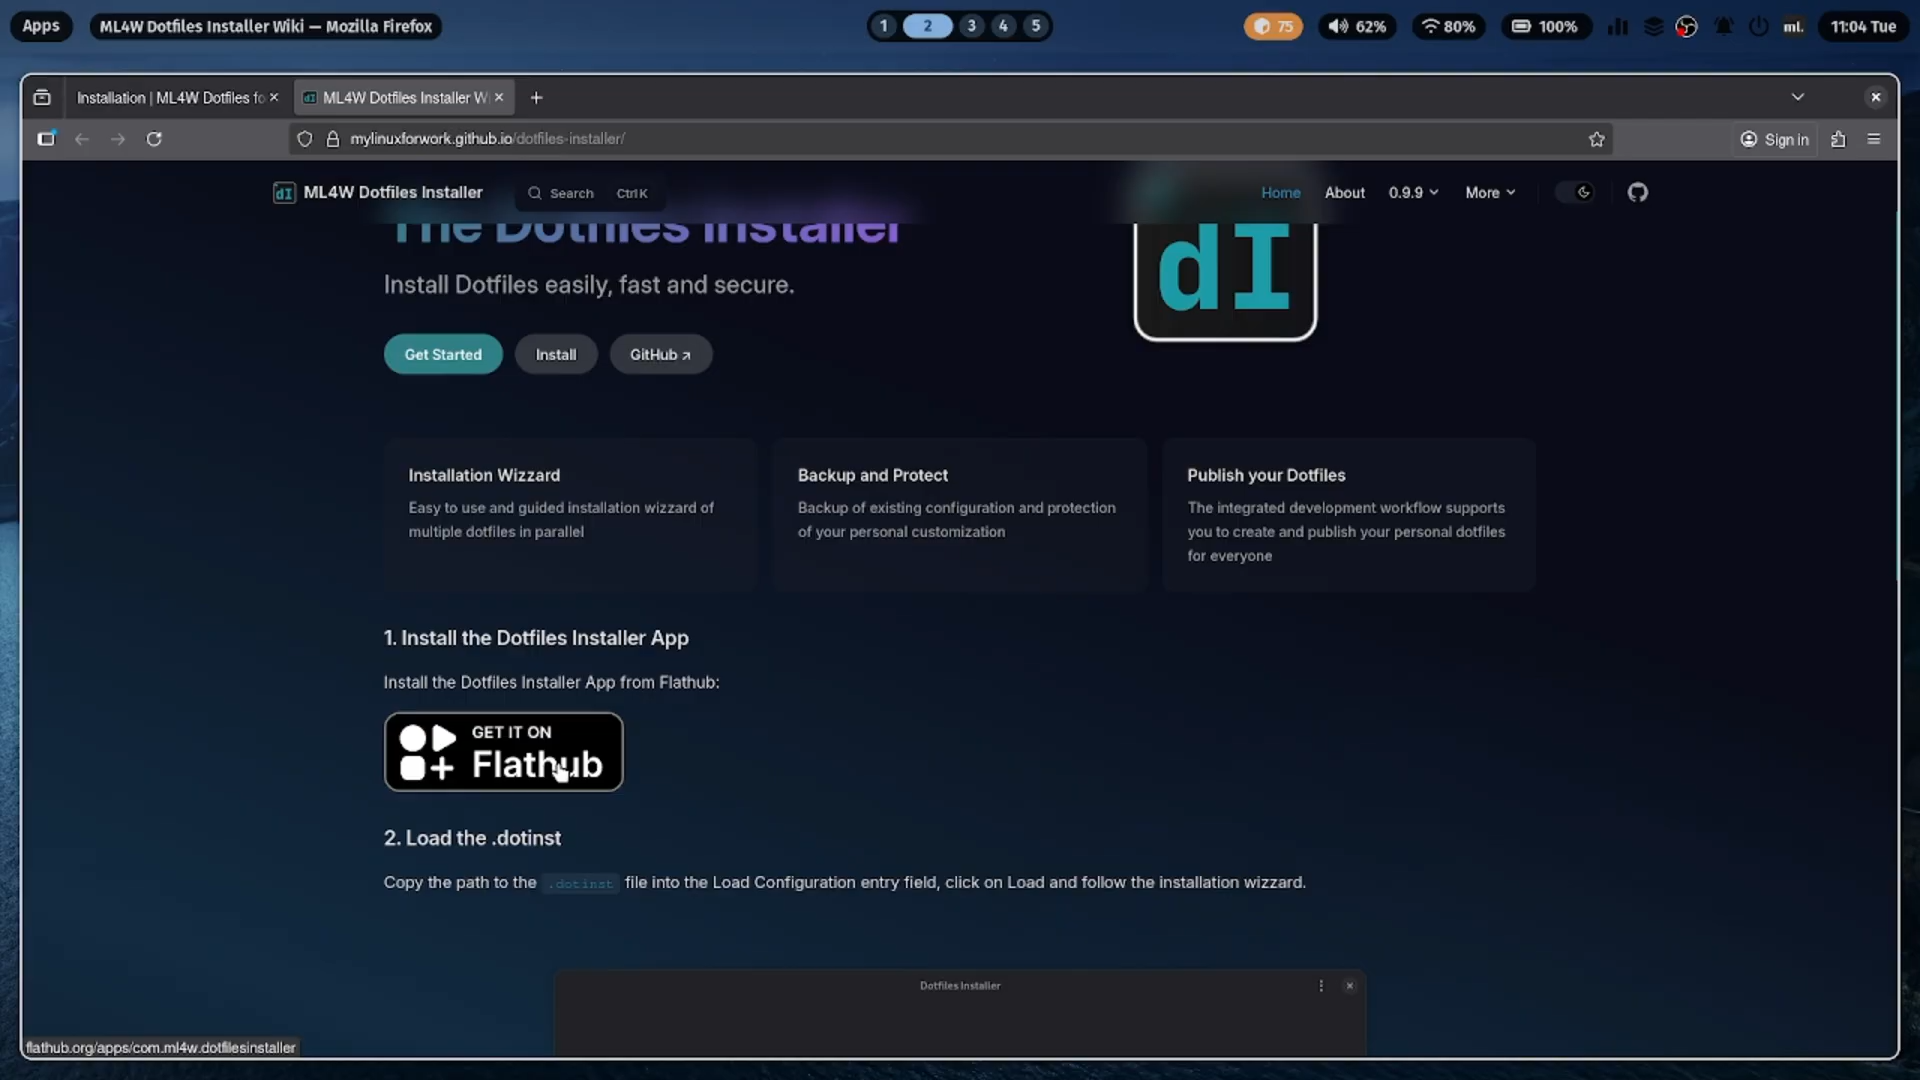 Apps
ML4W Dotfiles Installer Wiki — Mozilla Firefox
1 2 3 4 5
75
62%
80%
100%
ml.
11:04 Tue
Installation | ML4W Dotfiles fo
ML4W Dotfiles Installer W
mylinuxforwork.github.io/dotfiles-installer/
Sign in
dI
ML4W Dotfiles Installer
Search Ctrl K
Home
About
0.9.9
More
The Dotfiles Installer
dI
Install Dotfiles easily, fast and secure.
Get Started
Install
GitHub ↗
Installation Wizzard
Easy to use and guided installation wizzard of
multiple dotfiles in parallel
Backup and Protect
Backup of existing configuration and protection
of your personal customization
Publish your Dotfiles
The integrated development workflow supports
you to create and publish your personal dotfiles
for everyone
1. Install the Dotfiles Installer App
Install the Dotfiles Installer App from Flathub:
GET IT ON
Flathub
2. Load the .dotinst
Copy the path to the .dotinst file into the Load Configuration entry field, click on Load and follow the installation wizzard.
Dotfiles Installer
flathub.org/apps/com.ml4w.dotfilesinstaller